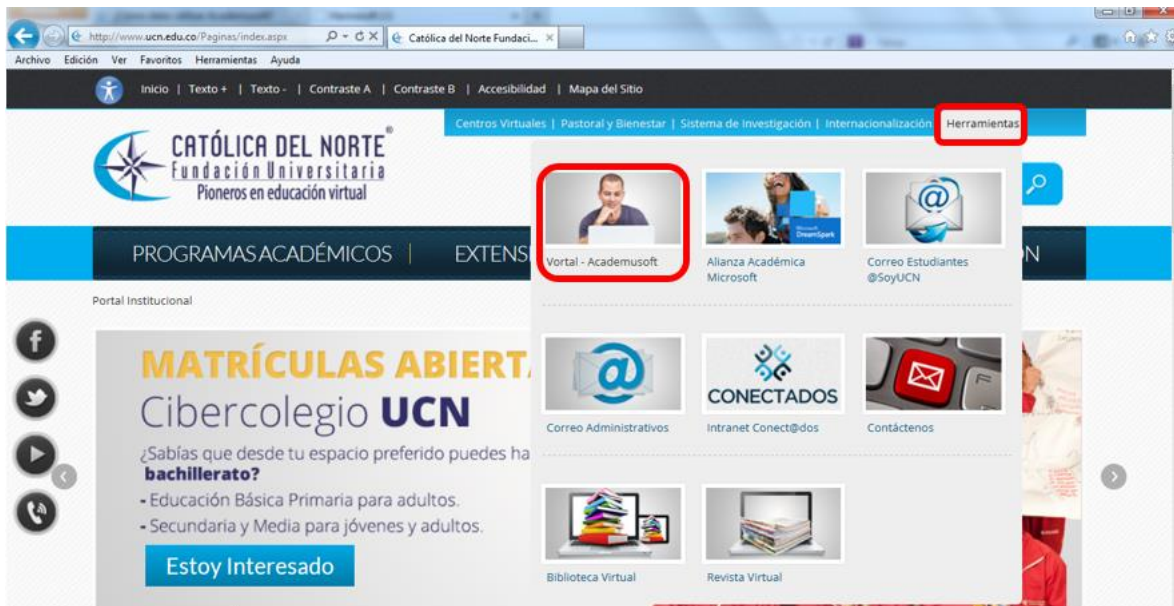 http://www.ucn.edu.co/Paginas/index.aspx
Católica del Norte Fundaci...
Archivo Edición Ver Favoritos Herramientas Ayuda
Inicio | Texto + | Texto - | Contraste A | Contraste B | Accesibilidad | Mapa del Sitio
Centros Virtuales | Pastoral y Bienestar | Sistema de Investigación | Internacionalización Herramientas
CATÓLICA DEL NORTE®
Fundación Universitaria
Pioneros en educación virtual
PROGRAMAS ACADÉMICOS | EXTENS ÓN
Vortal - Academusoft
Microsoft
DreamSpark
Alianza Académica
Microsoft
Correo Estudiantes
@SoyUCN
Portal Institucional
MATRÍCULAS ABIERT
Cibercolegio UCN
¿Sabías que desde tu espacio preferido puedes ha
bachillerato?
- Educación Básica Primaria para adultos.
- Secundaria y Media para jóvenes y adultos.
Estoy Interesado
CONECTADOS
Correo Administrativos
Intranet Conect@dos
Contáctenos
Biblioteca Virtual
Revista Virtual